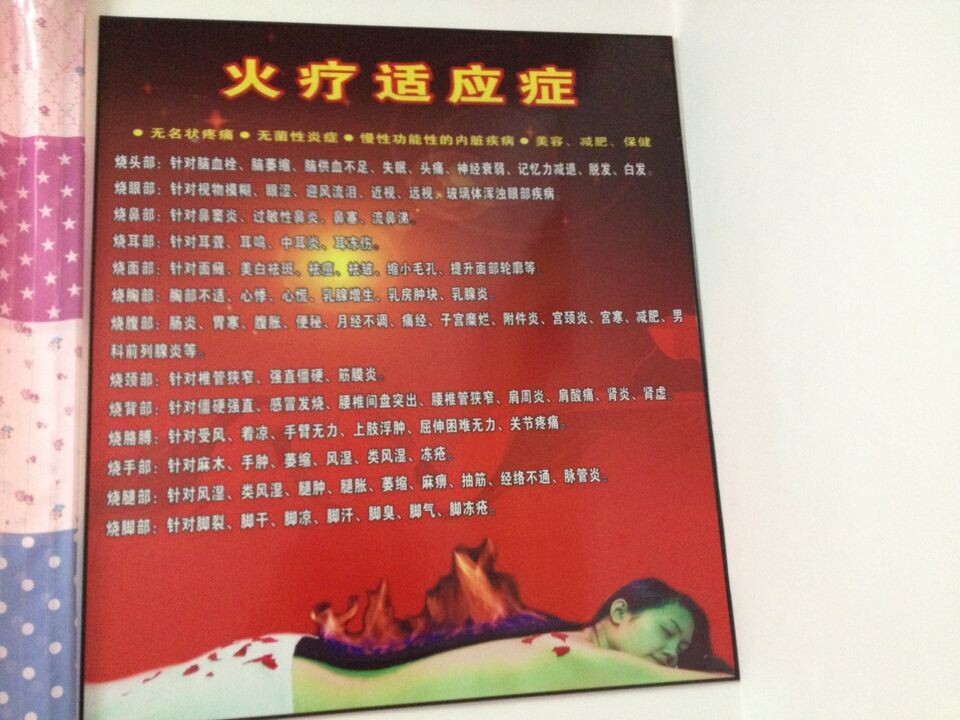 火疗适应症
● 无名状疼痛 ● 无菌性炎症 ● 慢性功能性的内脏疾病 ● 美容、减肥、保健
烧头部：针对脑血栓、脑萎缩、脑供血不足、失眠、头痛、神经衰弱、记忆力减退、脱发、白发。
烧眼部：针对视物模糊、眼涩、迎风流泪、近视、远视、玻璃体浑浊眼部疾病。
烧鼻部：针对鼻窦炎、过敏性鼻炎、鼻塞、流鼻涕。
烧耳部：针对耳聋、耳鸣、中耳炎、耳冻伤。
烧面部：针对面瘫、美白祛斑、祛痘、祛皱、缩小毛孔、提升面部轮廓等。
烧胸部：胸部不适、心悸、心慌、乳腺增生、乳房肿块、乳腺炎。
烧腹部：肠炎、胃寒、腹胀、便秘、月经不调、痛经、子宫糜烂、附件炎、宫颈炎、宫寒、减肥、男
科前列腺炎等。
烧颈部：针对椎管狭窄、强直僵硬、筋膜炎。
烧背部：针对僵硬强直、感冒发烧、腰椎间盘突出、腰椎管狭窄、肩周炎、肩酸痛、肾炎、肾虚。
烧胳膊：针对受风、着凉、手臂无力、上肢浮肿、屈伸困难无力、关节疼痛。
烧手部：针对麻木、手肿、萎缩、风湿、类风湿、冻疮。
烧腿部：针对风湿、类风湿、腿肿、腿胀、萎缩、麻痹、抽筋、经络不通、脉管炎。
烧脚部：针对脚裂、脚干、脚凉、脚汗、脚臭、脚气、脚冻疮。